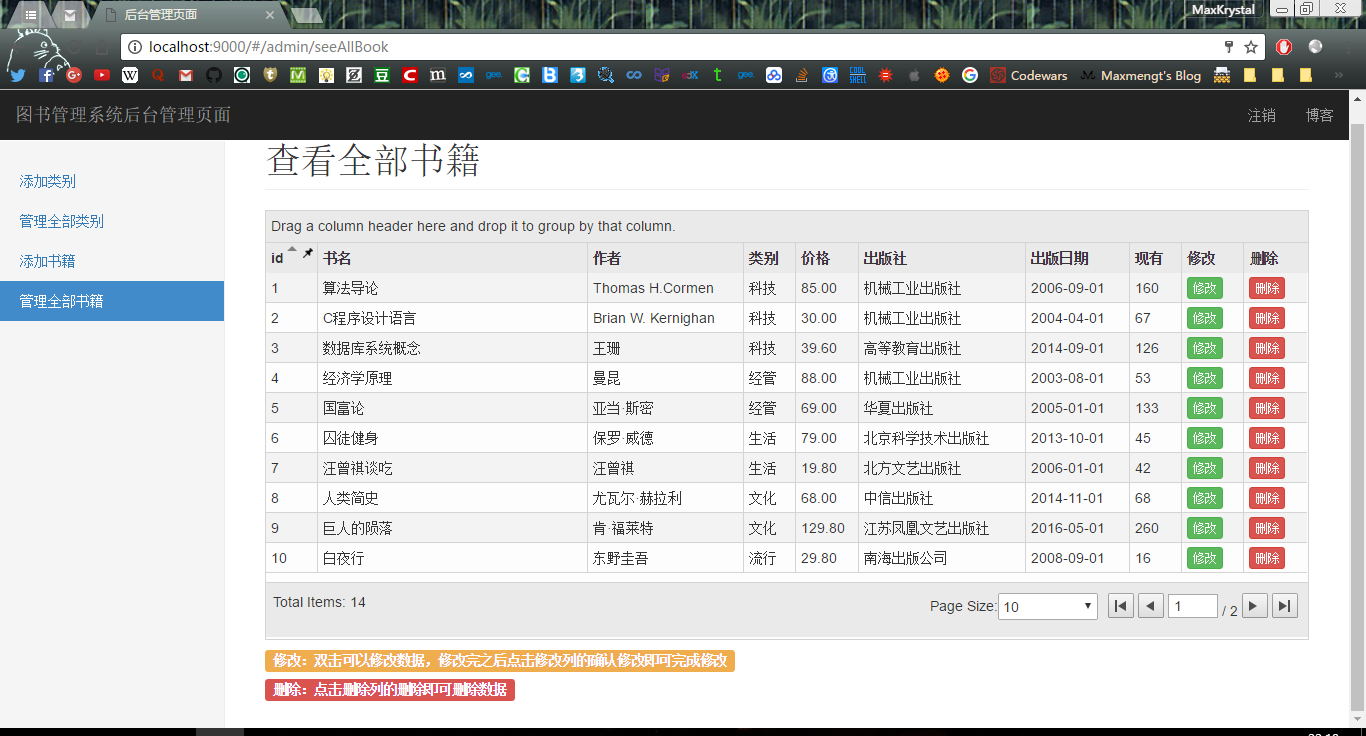 MaxKrystal
后台管理页面
localhost:9000/#/admin/seeAllBook
Codewars Maxmengt's Blog
图书管理系统后台管理页面 注销 博客
查看全部书籍
添加类别
管理全部类别
添加书籍
管理全部书籍
Drag a column header here and drop it to group by that column.
id 书名 作者 类别 价格 出版社 出版日期 现有 修改 删除
1 算法导论 Thomas H.Cormen 科技 85.00 机械工业出版社 2006-09-01 160 修改 删除
2 C程序设计语言 Brian W. Kernighan 科技 30.00 机械工业出版社 2004-04-01 67 修改 删除
3 数据库系统概念 王珊 科技 39.60 高等教育出版社 2014-09-01 126 修改 删除
4 经济学原理 曼昆 经管 88.00 机械工业出版社 2003-08-01 53 修改 删除
5 国富论 亚当·斯密 经管 69.00 华夏出版社 2005-01-01 133 修改 删除
6 囚徒健身 保罗·威德 生活 79.00 北京科学技术出版社 2013-10-01 45 修改 删除
7 汪曾祺谈吃 汪曾祺 生活 19.80 北方文艺出版社 2006-01-01 42 修改 删除
8 人类简史 尤瓦尔·赫拉利 文化 68.00 中信出版社 2014-11-01 68 修改 删除
9 巨人的陨落 肯·福莱特 文化 129.80 江苏凤凰文艺出版社 2016-05-01 260 修改 删除
10 白夜行 东野圭吾 流行 29.80 南海出版公司 2008-09-01 16 修改 删除
Total Items: 14 Page Size: 10 1 / 2
修改：双击可以修改数据，修改完之后点击修改列的确认修改即可完成修改
删除：点击删除列的删除即可删除数据